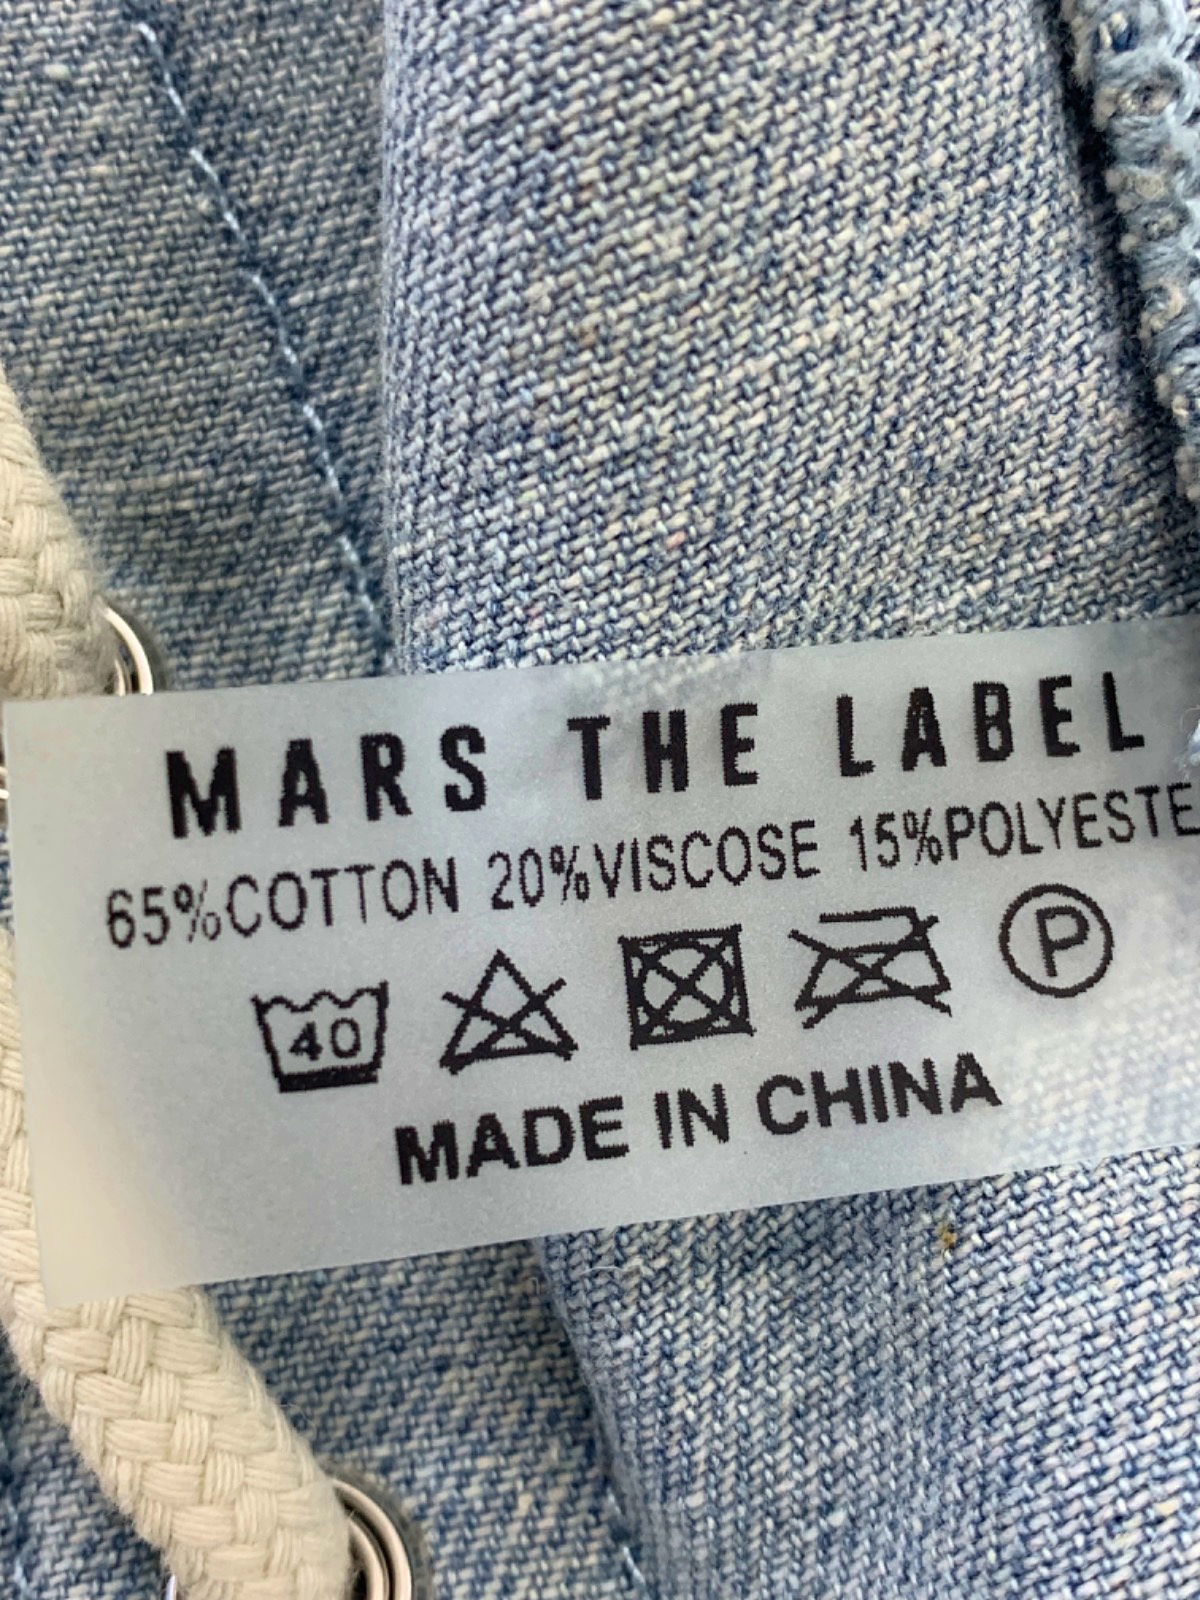 MARS THE LABEL
65%COTTON 20%VISCOSE 15%POLYESTE
40 P
MADE IN CHINA